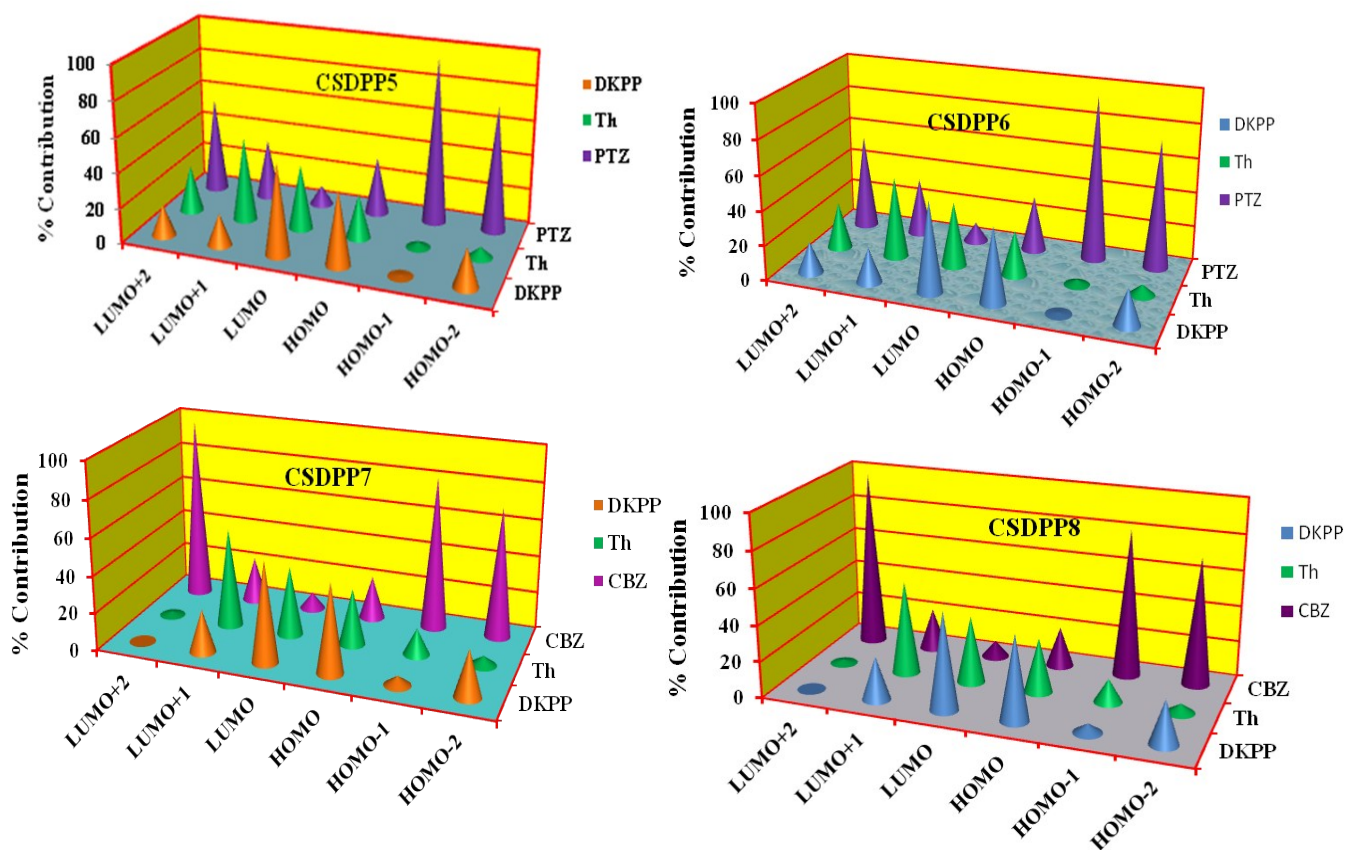 CSDPP5
% Contribution
100
80
60
40
20
0
LUMO+2
LUMO+1
LUMO
HOMO
HOMO-1
HOMO-2
PTZ
Th
DKPP
DKPP
Th
PTZ
CSDPP6
% Contribution
100
80
60
40
20
0
LUMO+2
LUMO+1
LUMO
HOMO
HOMO-1
HOMO-2
PTZ
Th
DKPP
DKPP
Th
PTZ
CSDPP7
% Contribution
100
80
60
40
20
0
LUMO+2
LUMO+1
LUMO
HOMO
HOMO-1
HOMO-2
CBZ
Th
DKPP
DKPP
Th
CBZ
CSDPP8
% Contribution
100
80
60
40
20
0
LUMO+2
LUMO+1
LUMO
HOMO
HOMO-1
HOMO-2
CBZ
Th
DKPP
DKPP
Th
CBZ